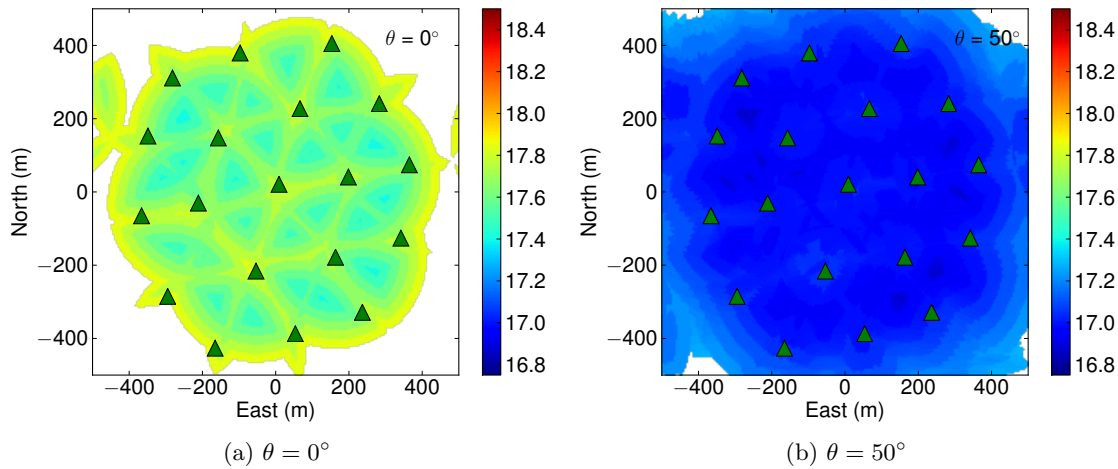 400
200
0
−200
−400
North (m)
−400 −200 0 200 400
East (m)
θ = 0°
18.4
18.2
18.0
17.8
17.6
17.4
17.2
17.0
16.8
(a) θ = 0°
400
200
0
−200
−400
North (m)
−400 −200 0 200 400
East (m)
θ = 50°
18.4
18.2
18.0
17.8
17.6
17.4
17.2
17.0
16.8
(b) θ = 50°